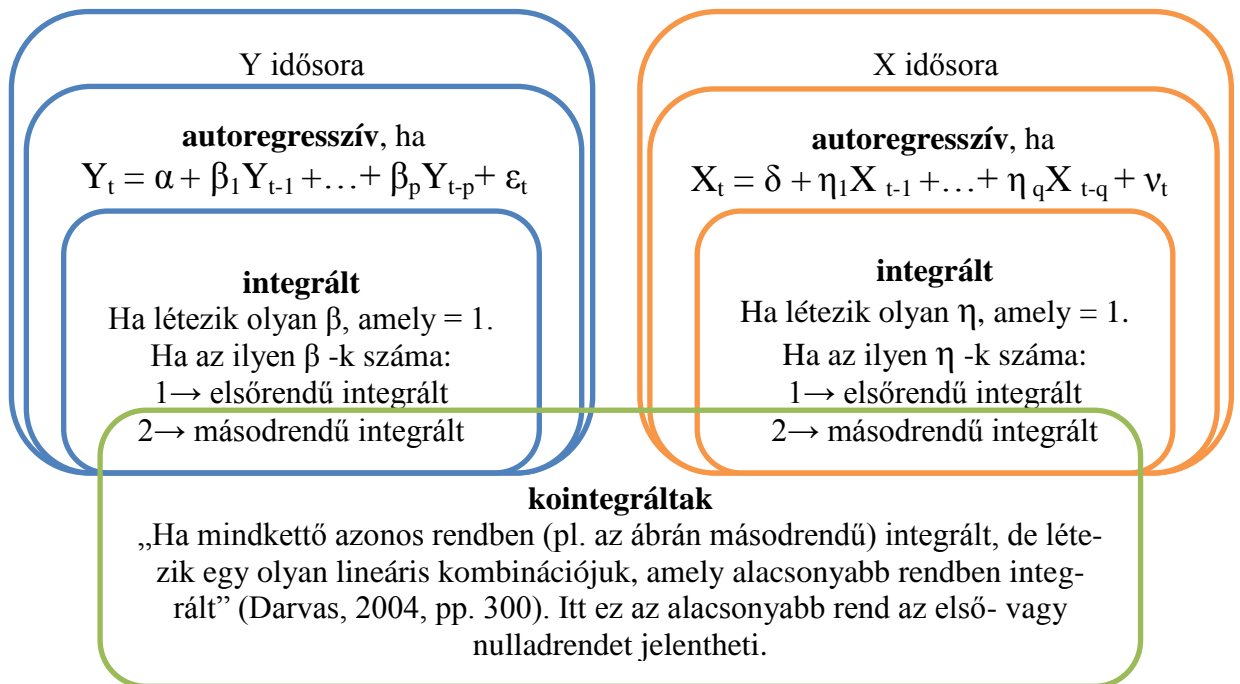 Y idősora
autoregresszív, ha
Yt = α + β1Yt-1 +…+ βpYt-p+ εt
integrált
Ha létezik olyan β, amely = 1.
Ha az ilyen β -k száma:
1→ elsőrendű integrált
2→ másodrendű integrált
X idősora
autoregresszív, ha
Xt = δ + η1X t-1 +…+ η qX t-q + νt
integrált
Ha létezik olyan η, amely = 1.
Ha az ilyen η -k száma:
1→ elsőrendű integrált
2→ másodrendű integrált
kointegráltak
„Ha mindkettő azonos rendben (pl. az ábrán másodrendű) integrált, de léte-
zik egy olyan lineáris kombinációjuk, amely alacsonyabb rendben integ-
rált” (Darvas, 2004, pp. 300). Itt ez az alacsonyabb rend az első- vagy
nulladrendet jelentheti.